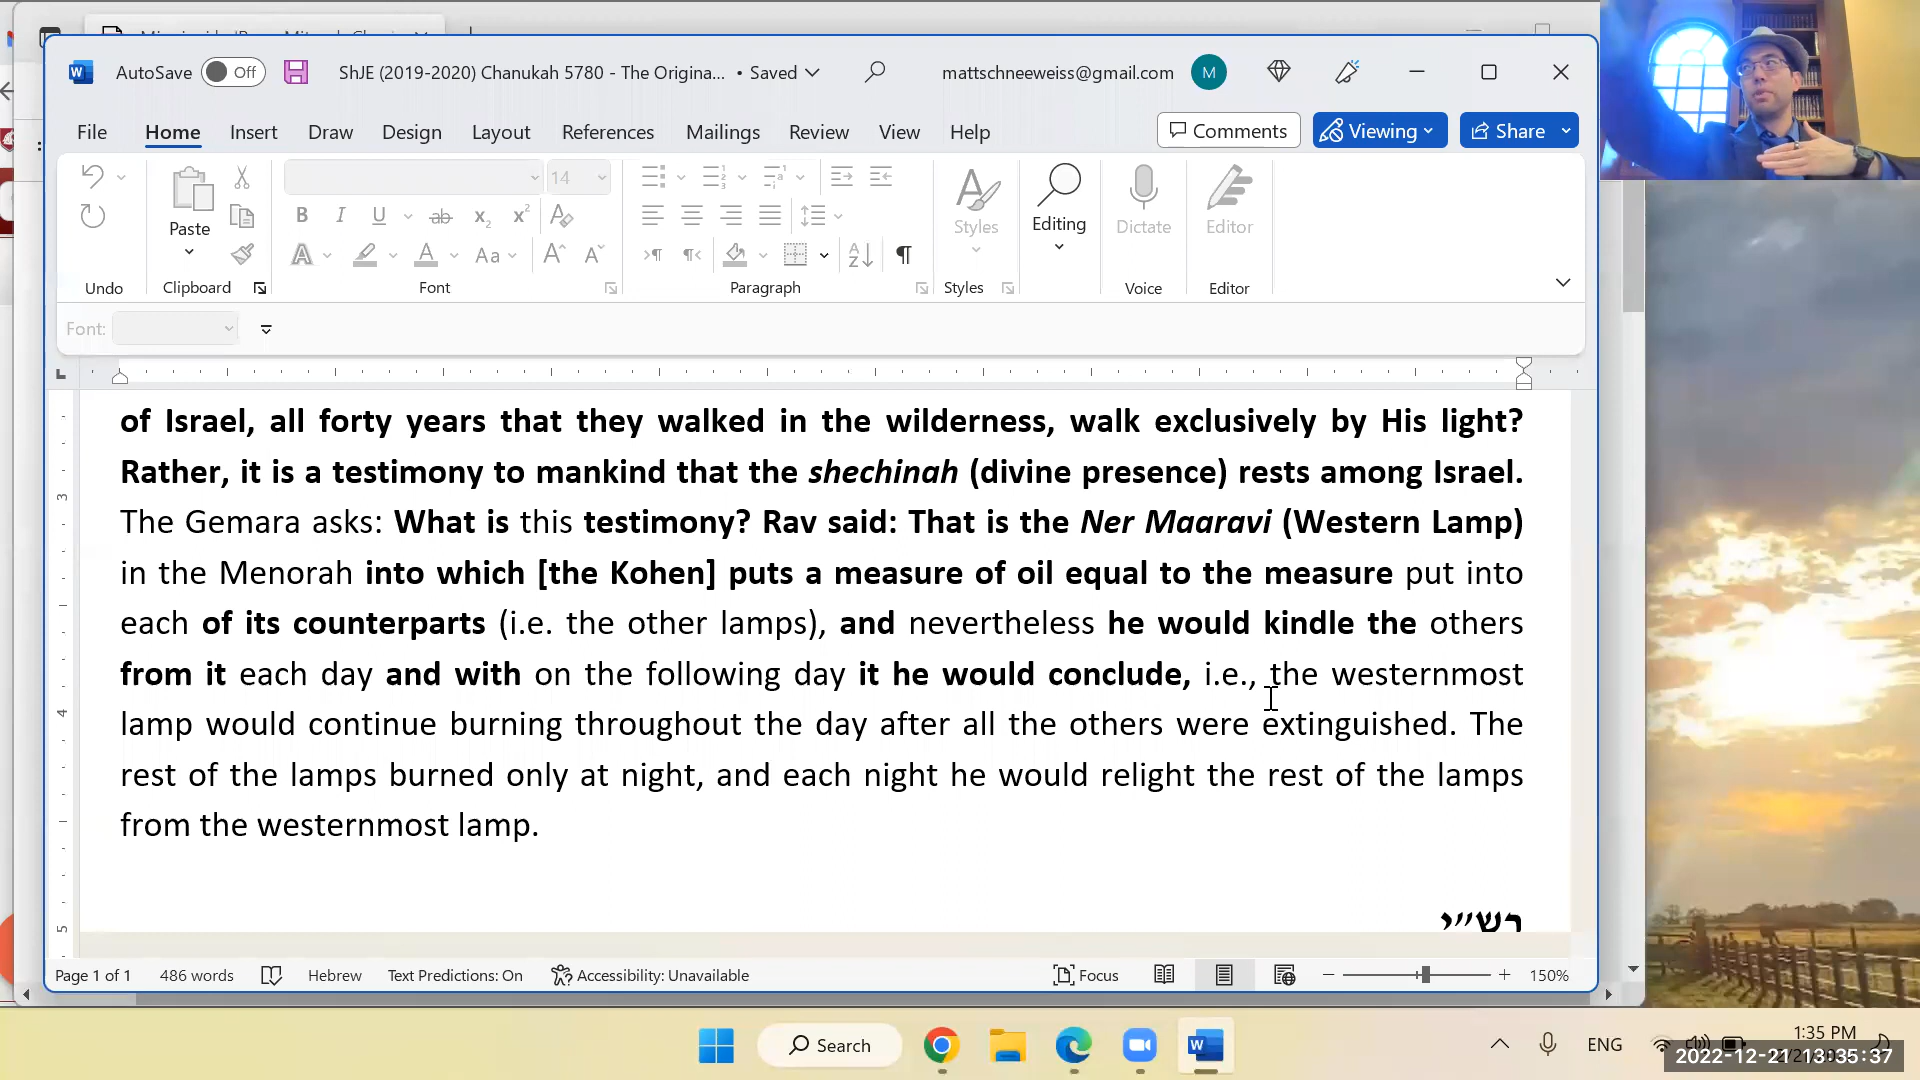 AutoSave Off ShJE (2019-2020) Chanukah 5780 - The Origina... • Saved mattschneeweiss@gmail.com M
File Home Insert Draw Design Layout References Mailings Review View Help Comments Viewing Share
14
Paste Styles Editing Dictate Editor
Undo Clipboard Font Paragraph Styles Voice Editor
Font:
of Israel, all forty years that they walked in the wilderness, walk exclusively by His light?
Rather, it is a testimony to mankind that the shechinah (divine presence) rests among Israel.
The Gemara asks: What is this testimony? Rav said: That is the Ner Maaravi (Western Lamp)
in the Menorah into which [the Kohen] puts a measure of oil equal to the measure put into
each of its counterparts (i.e. the other lamps), and nevertheless he would kindle the others
from it each day and with on the following day it he would conclude, i.e., the westernmost
lamp would continue burning throughout the day after all the others were extinguished. The
rest of the lamps burned only at night, and each night he would relight the rest of the lamps
from the westernmost lamp.
רש״י
Page 1 of 1 486 words Hebrew Text Predictions: On Accessibility: Unavailable Focus 150%
Search ENG 1:35 PM
2022-12-21 13:35:37